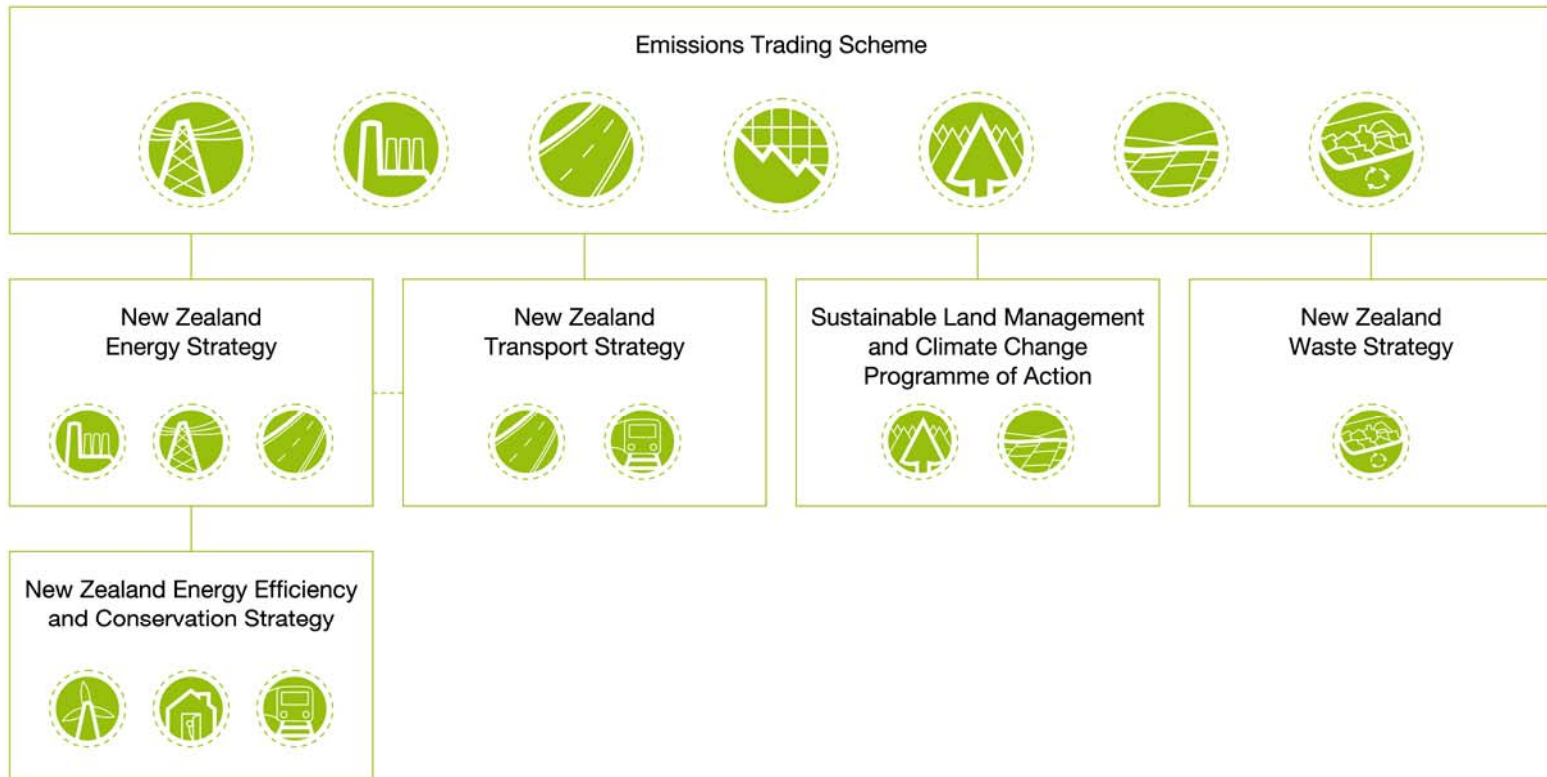 Emissions Trading Scheme
New Zealand
Energy Strategy
New Zealand
Transport Strategy
Sustainable Land Management
and Climate Change
Programme of Action
New Zealand
Waste Strategy
New Zealand Energy Efficiency
and Conservation Strategy